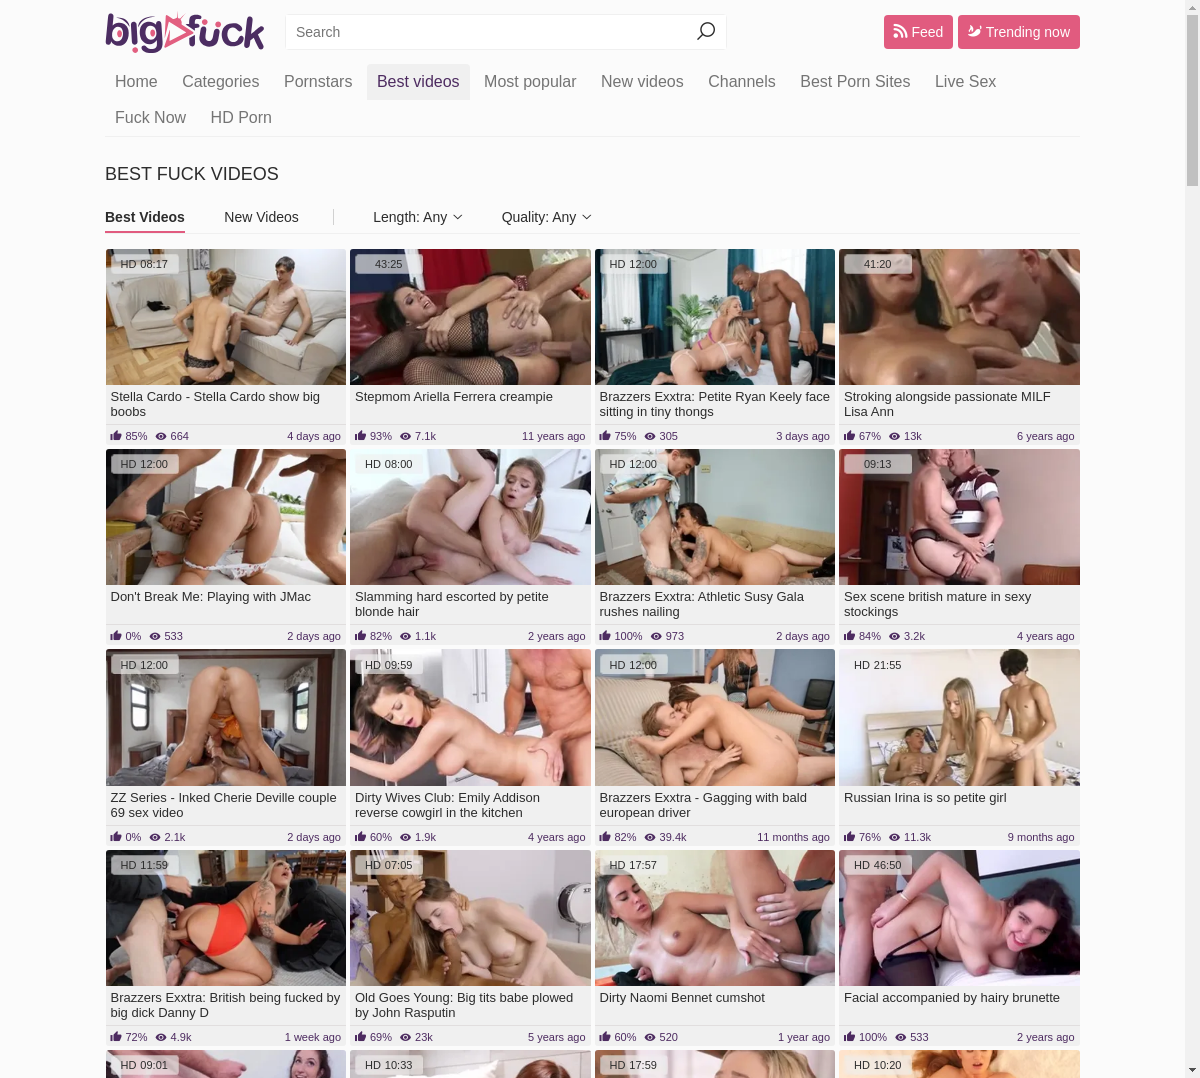 bigfuck
Search
Feed
Trending now
Home Categories Pornstars Best videos Most popular New videos Channels Best Porn Sites Live Sex
Fuck Now HD Porn
BEST FUCK VIDEOS
Best Videos New Videos Length: Any Quality: Any
HD 08:17
43:25
HD 12:00
41:20
Stella Cardo - Stella Cardo show big
boobs
Stepmom Ariella Ferrera creampie
Brazzers Exxtra: Petite Ryan Keely face
sitting in tiny thongs
Stroking alongside passionate MILF
Lisa Ann
85% 664 4 days ago
93% 7.1k 11 years ago
75% 305 3 days ago
67% 13k 6 years ago
HD 12:00
HD 08:00
HD 12:00
09:13
Don't Break Me: Playing with JMac
Slamming hard escorted by petite
blonde hair
Brazzers Exxtra: Athletic Susy Gala
rushes nailing
Sex scene british mature in sexy
stockings
0% 533 2 days ago
82% 1.1k 2 years ago
100% 973 2 days ago
84% 3.2k 4 years ago
HD 12:00
HD 09:59
HD 12:00
HD 21:55
ZZ Series - Inked Cherie Deville couple
69 sex video
Dirty Wives Club: Emily Addison
reverse cowgirl in the kitchen
Brazzers Exxtra - Gagging with bald
european driver
Russian Irina is so petite girl
0% 2.1k 2 days ago
60% 1.9k 4 years ago
82% 39.4k 11 months ago
76% 11.3k 9 months ago
HD 11:59
HD 07:05
HD 17:57
HD 46:50
Brazzers Exxtra: British being fucked by
big dick Danny D
Old Goes Young: Big tits babe plowed
by John Rasputin
Dirty Naomi Bennet cumshot
Facial accompanied by hairy brunette
72% 4.9k 1 week ago
69% 23k 5 years ago
60% 520 1 year ago
100% 533 2 years ago
HD 09:01
HD 10:33
HD 17:59
HD 10:20